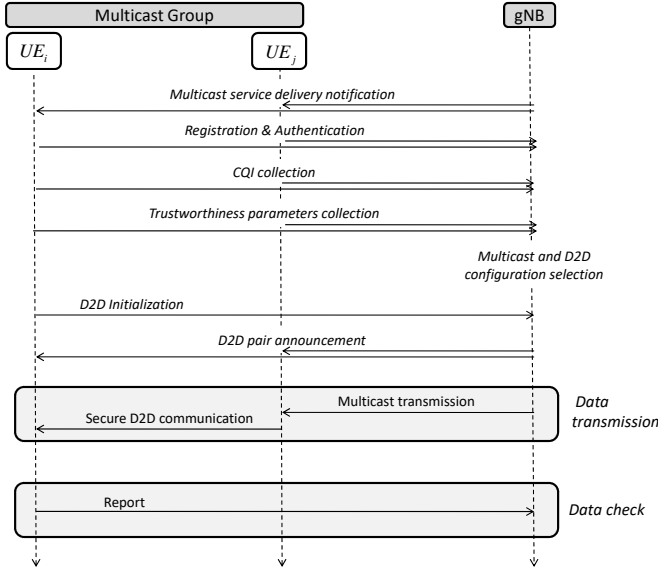 Multicast Group
gNB
UE_i
UE_j
Multicast service delivery notification
Registration & Authentication
CQI collection
Trustworthiness parameters collection
Multicast and D2D
configuration selection
D2D Initialization
D2D pair announcement
Multicast transmission
Secure D2D communication
Data
transmission
Report
Data check